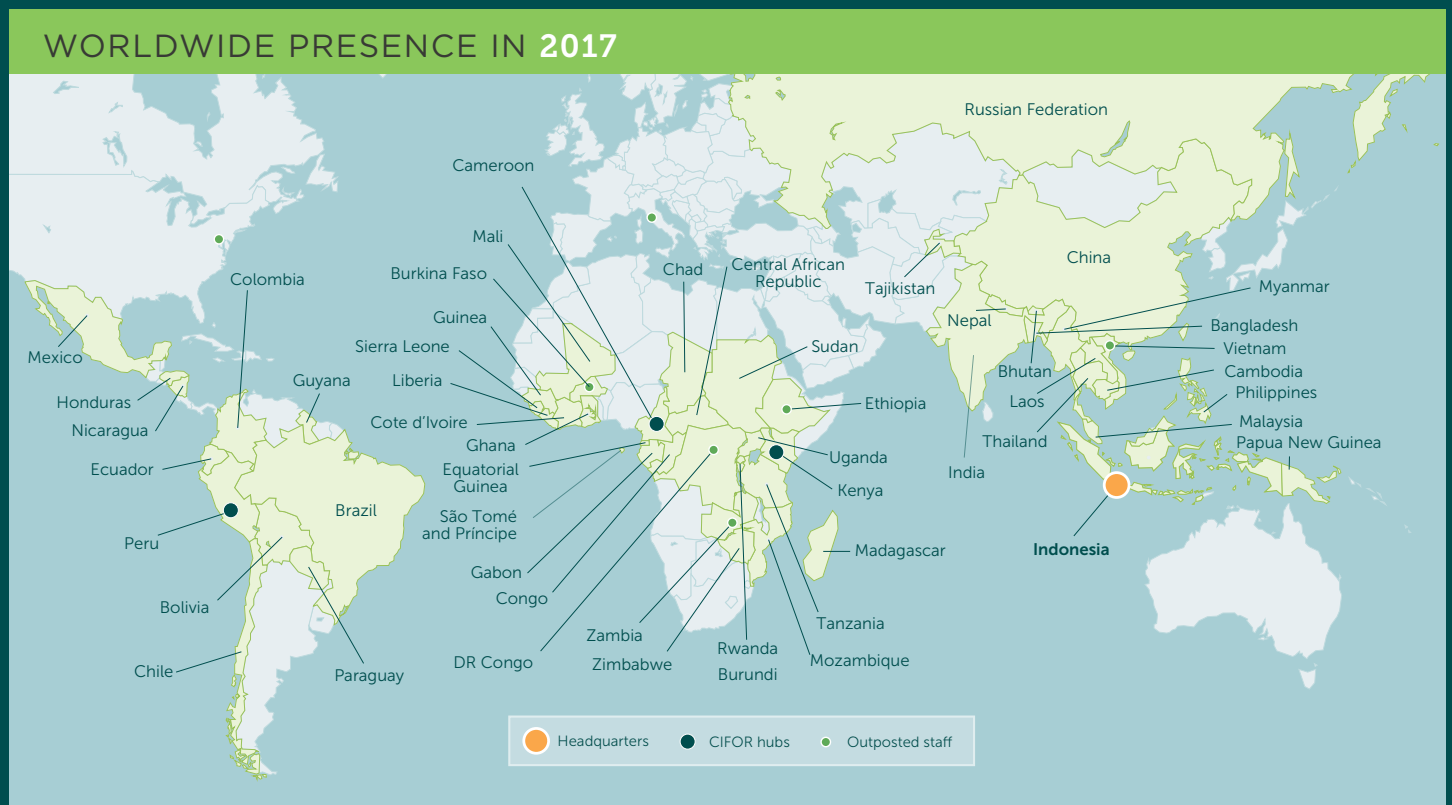 WORLDWIDE PRESENCE IN 2017
Russian Federation
Cameroon
Mali
Burkina Faso
Chad
Central African
Republic
China
Colombia
Tajikistan
Myanmar
Guinea
Nepal
Bangladesh
Sierra Leone
Sudan
Vietnam
Mexico
Bhutan
Cambodia
Guyana
Liberia
Philippines
Honduras
Laos
Ethiopia
Cote d’Ivoire
Malaysia
Nicaragua
Thailand
Papua New Guinea
Ghana
Uganda
Ecuador
Equatorial
Guinea
India
Kenya
Brazil
São Tomé
and Príncipe
Peru
Indonesia
Madagascar
Gabon
Congo
Bolivia
Tanzania
Zambia
Rwanda
DR Congo
Zimbabwe
Mozambique
Chile
Paraguay
Burundi
Headquarters
CIFOR hubs
Outposted staff